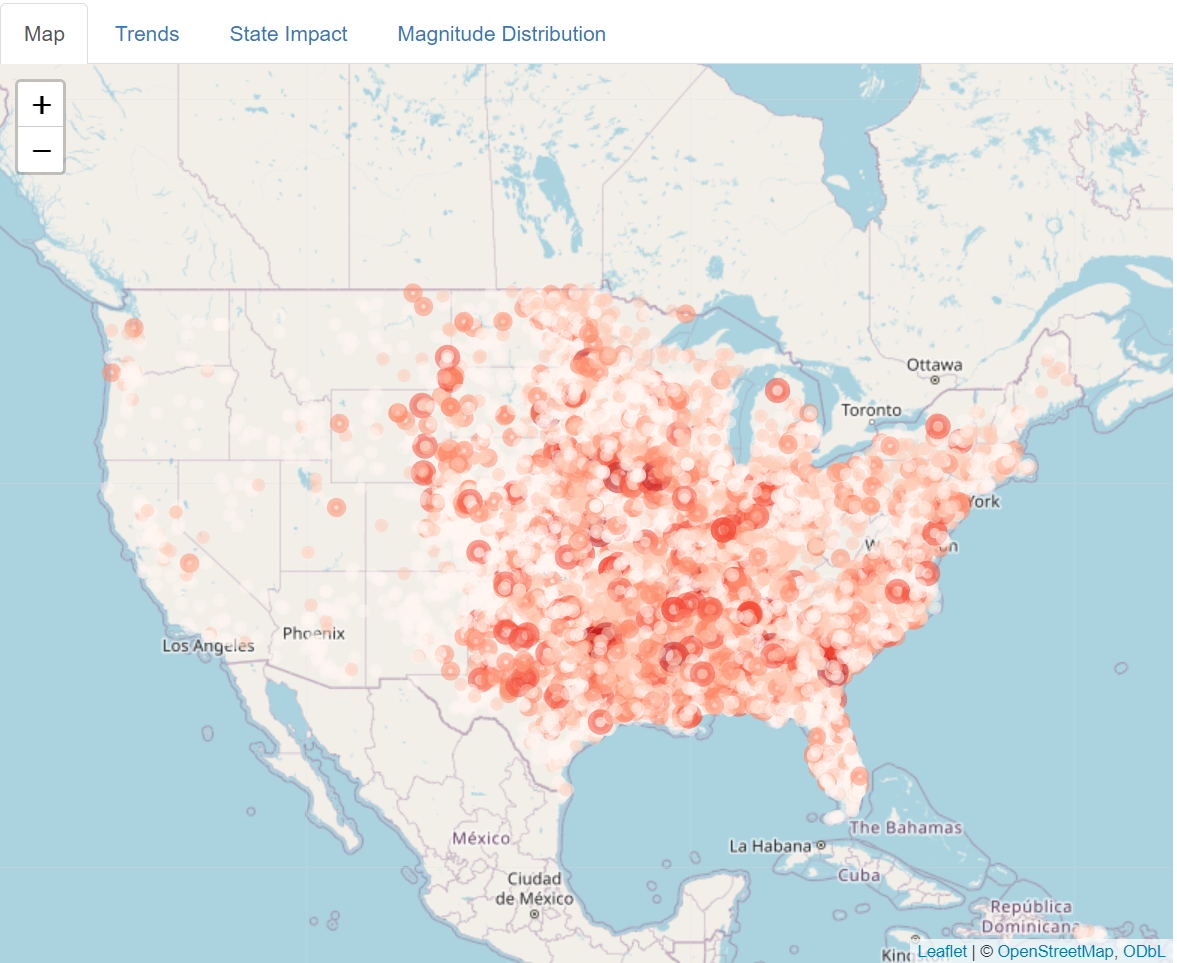 Map Trends State Impact Magnitude Distribution
+
−
Ottawa
Toronto
York
Los Angeles
Phoenix
México
The Bahamas
La Habana
Cuba
Ciudad
de México
República
Dominicana
Leaflet | © OpenStreetMap, ODbL